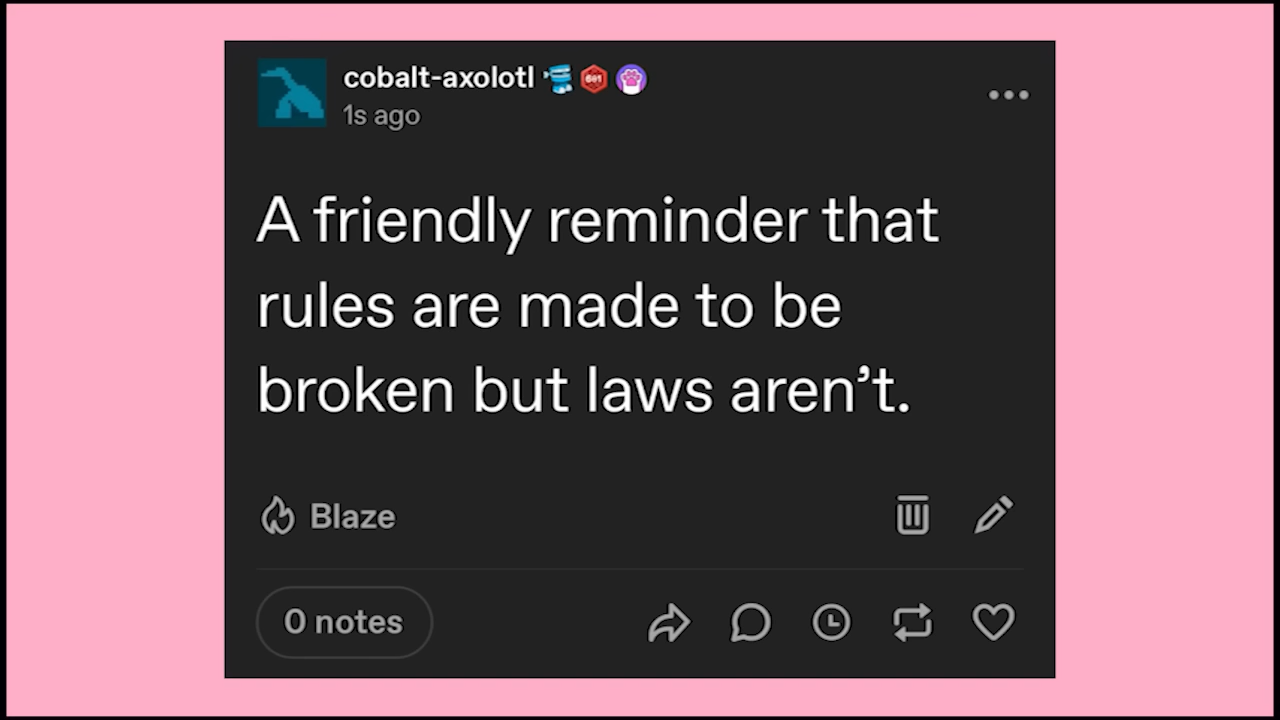 cobalt-axolotl
1s ago
A friendly reminder that
rules are made to be
broken but laws aren’t.
Blaze
0 notes